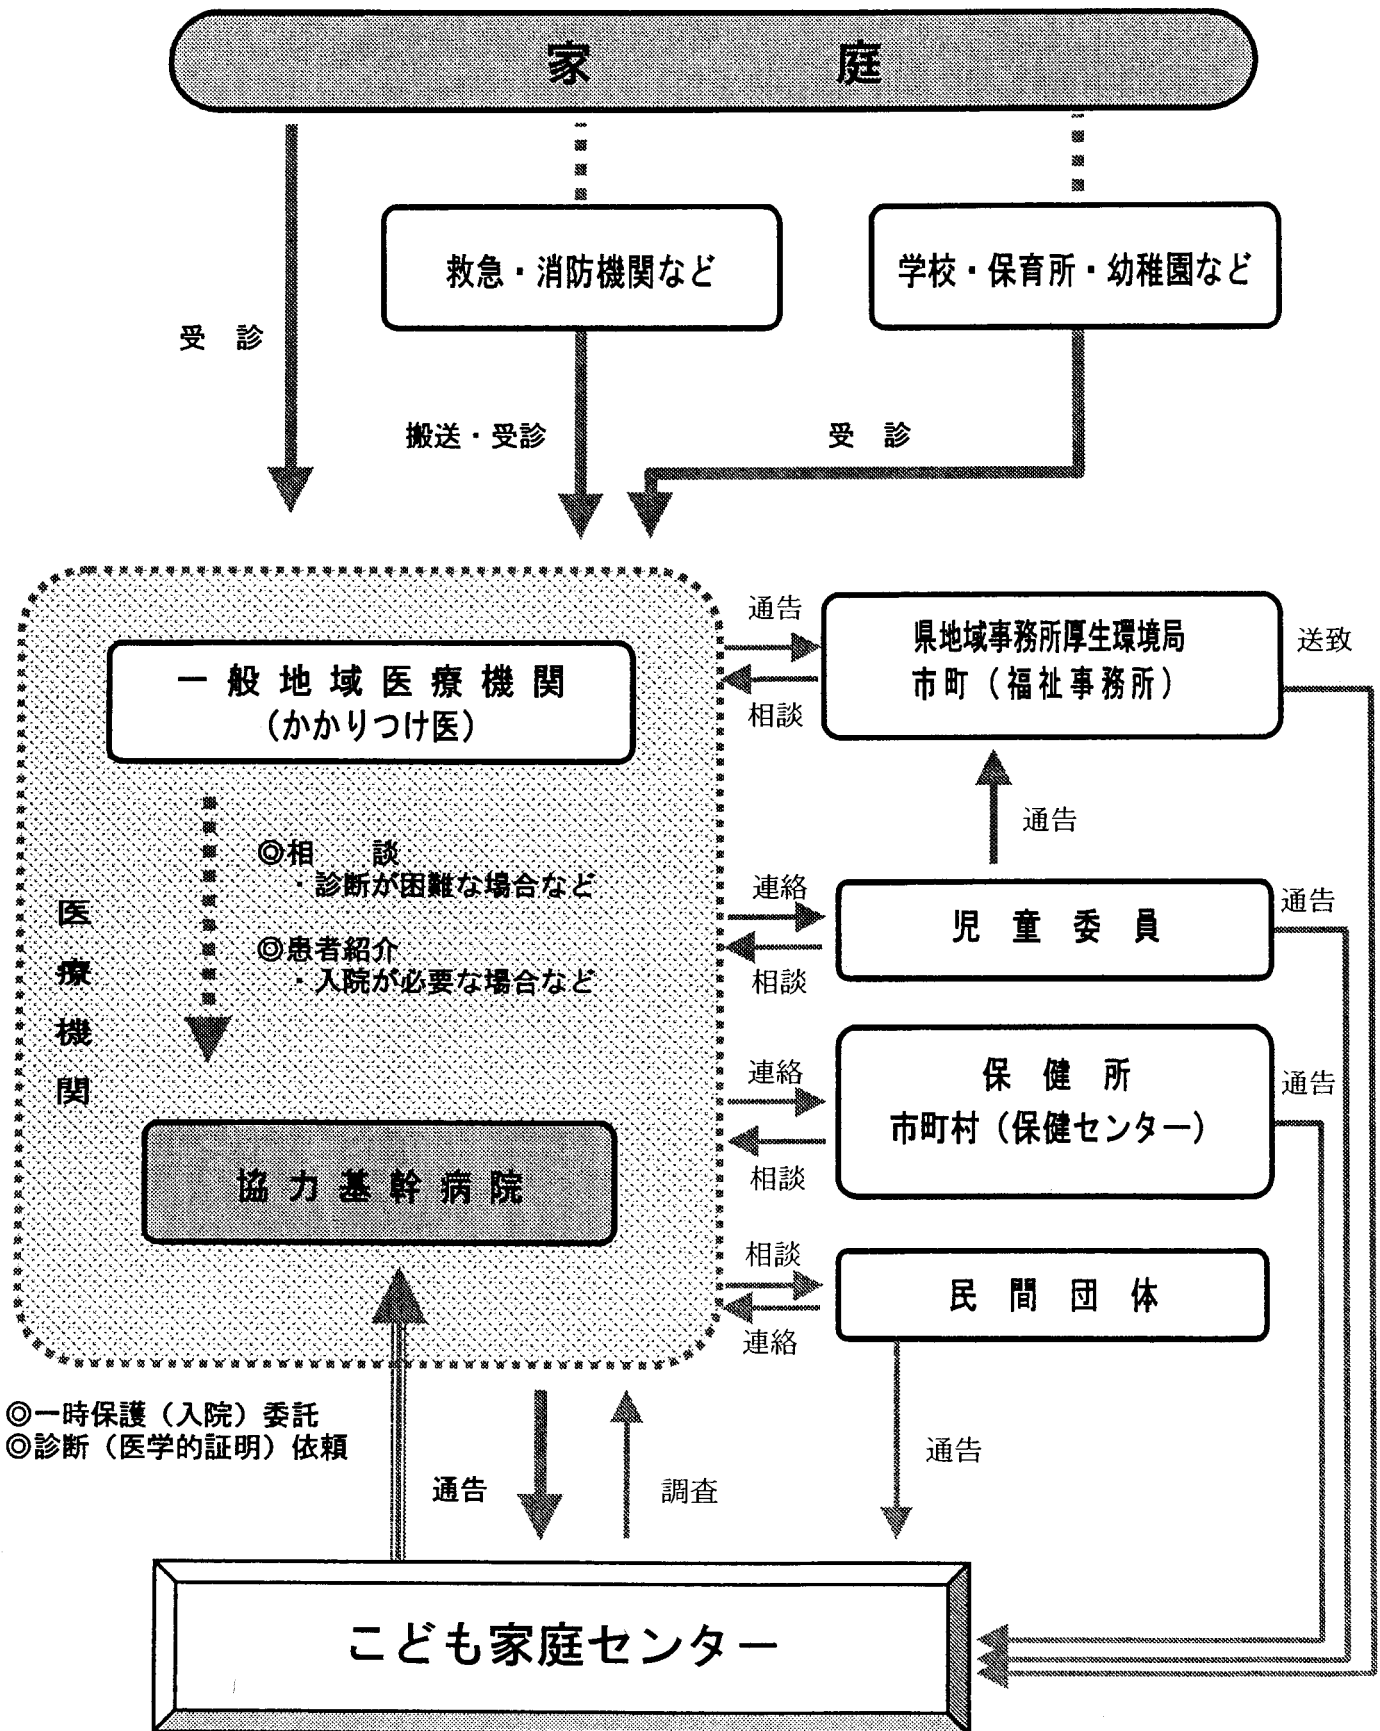 家　庭
救急・消防機関など
学校・保育所・幼稚園など
受　診
搬送・受診
受　診
通告
県地域事務所厚生環境局
市町（福祉事務所）
送致
相談
一般地域医療機関
（かかりつけ医）
通告
◎相　談
・診断が困難な場合など
◎患者紹介
・入院が必要な場合など
医療機関
連絡
児童委員
通告
相談
連絡
保健所
市町村（保健センター）
通告
相談
協力基幹病院
相談
民間団体
連絡
◎一時保護（入院）委託
◎診断（医学的証明）依頼
通告
調査
通告
こども家庭センター